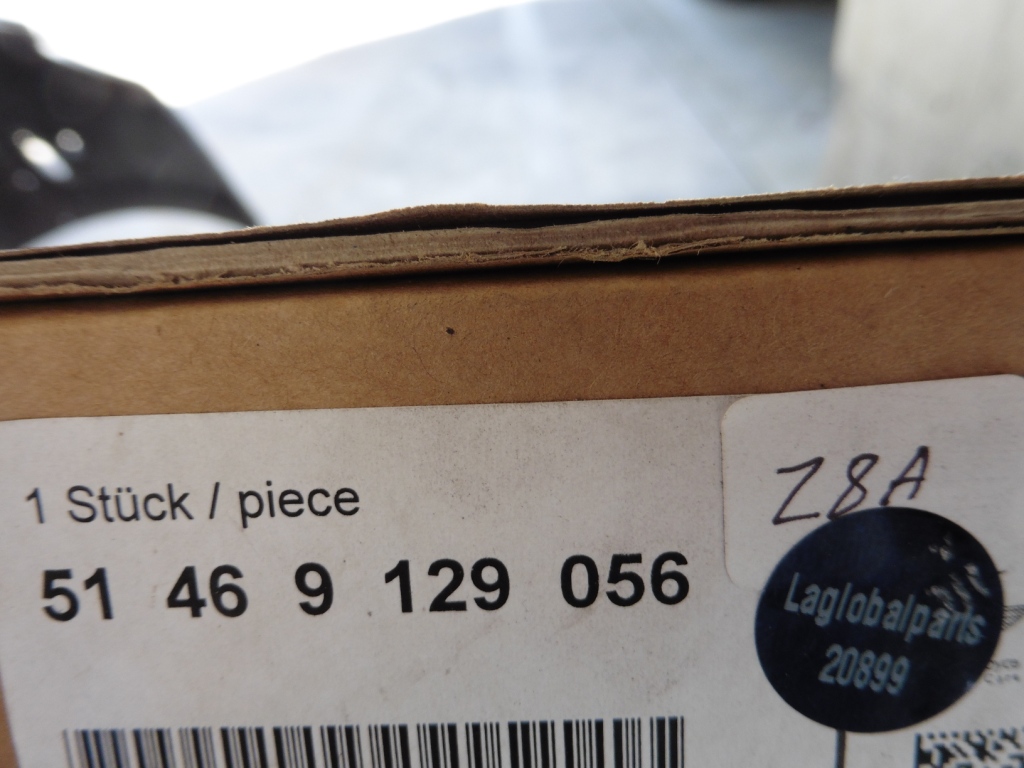 1 Stück / piece
51 46 9 129 056
Z8A
Laglobalparts
20899